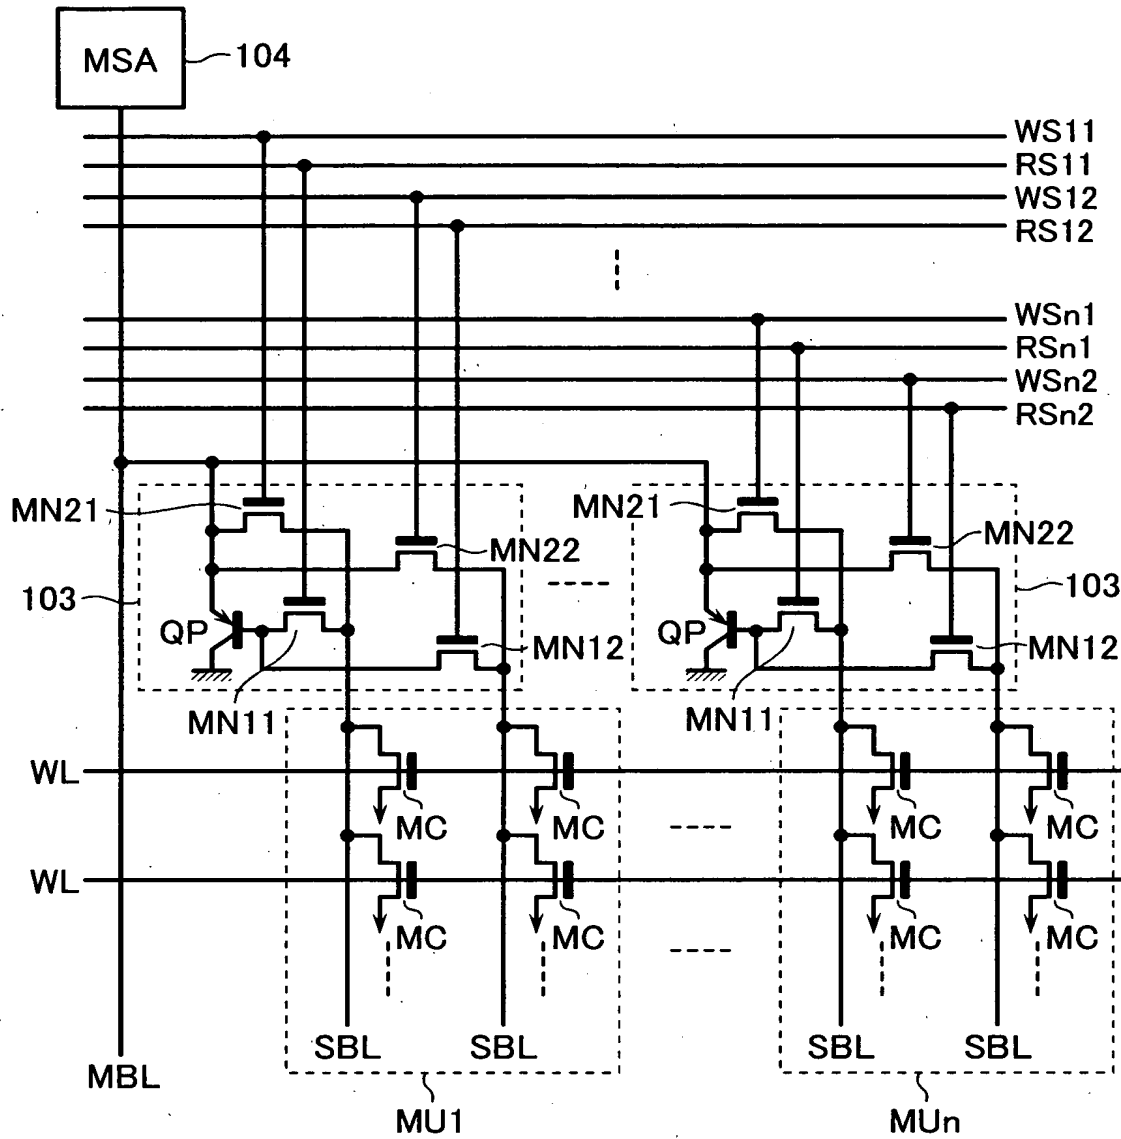 MSA
104
WS11
RS11
WS12
RS12
WSn1
RSn1
WSn2
RSn2
MN21
MN22
103
QP
MN12
MN11
MN21
MN22
103
QP
MN12
MN11
WL
MC
MC
MC
MC
WL
MC
MC
MC
MC
SBL
SBL
SBL
SBL
MBL
MU1
MUn